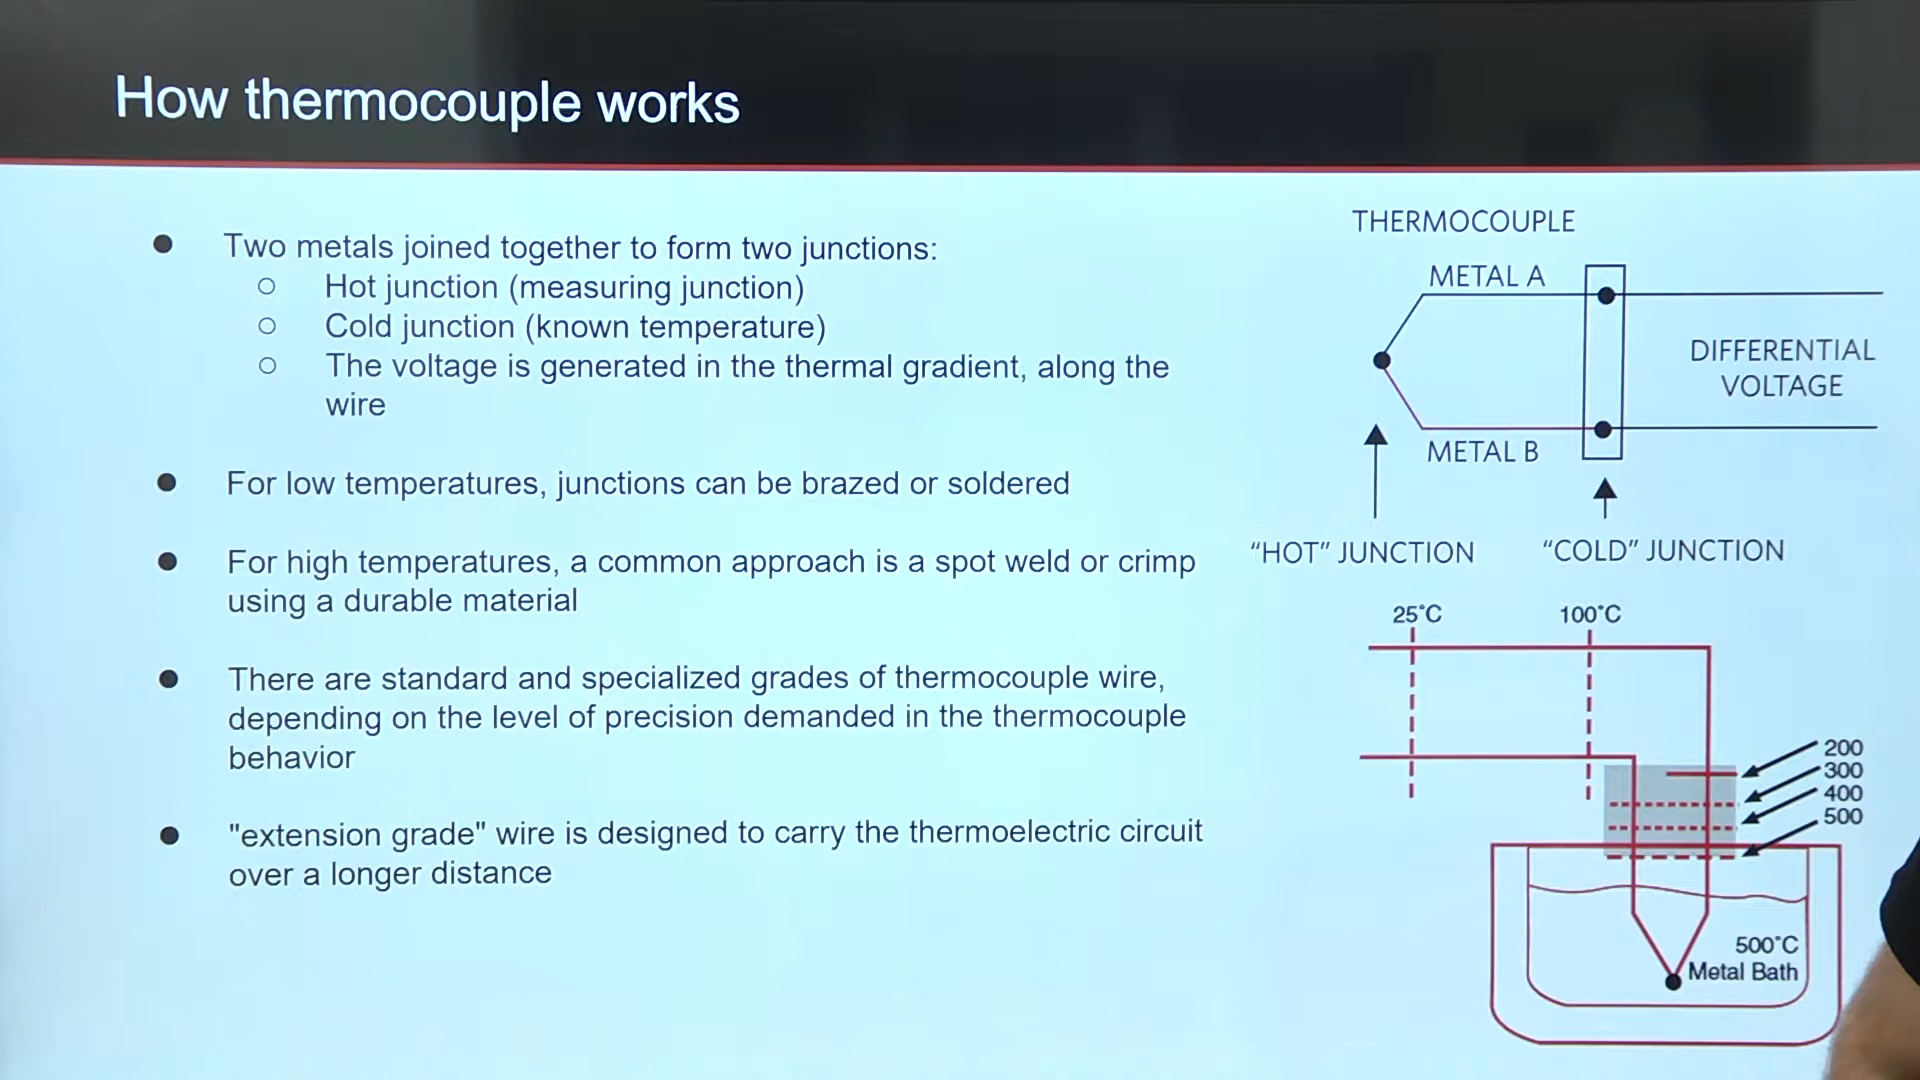 How thermocouple works
● Two metals joined together to form two junctions:
○ Hot junction (measuring junction)
○ Cold junction (known temperature)
○ The voltage is generated in the thermal gradient, along the
wire
● For low temperatures, junctions can be brazed or soldered
● For high temperatures, a common approach is a spot weld or crimp
using a durable material
● There are standard and specialized grades of thermocouple wire,
depending on the level of precision demanded in the thermocouple
behavior
● "extension grade" wire is designed to carry the thermoelectric circuit
over a longer distance
THERMOCOUPLE
METAL A
DIFFERENTIAL
VOLTAGE
METAL B
“HOT” JUNCTION
“COLD” JUNCTION
25°C
100°C
200
300
400
500
500°C
Metal Bath